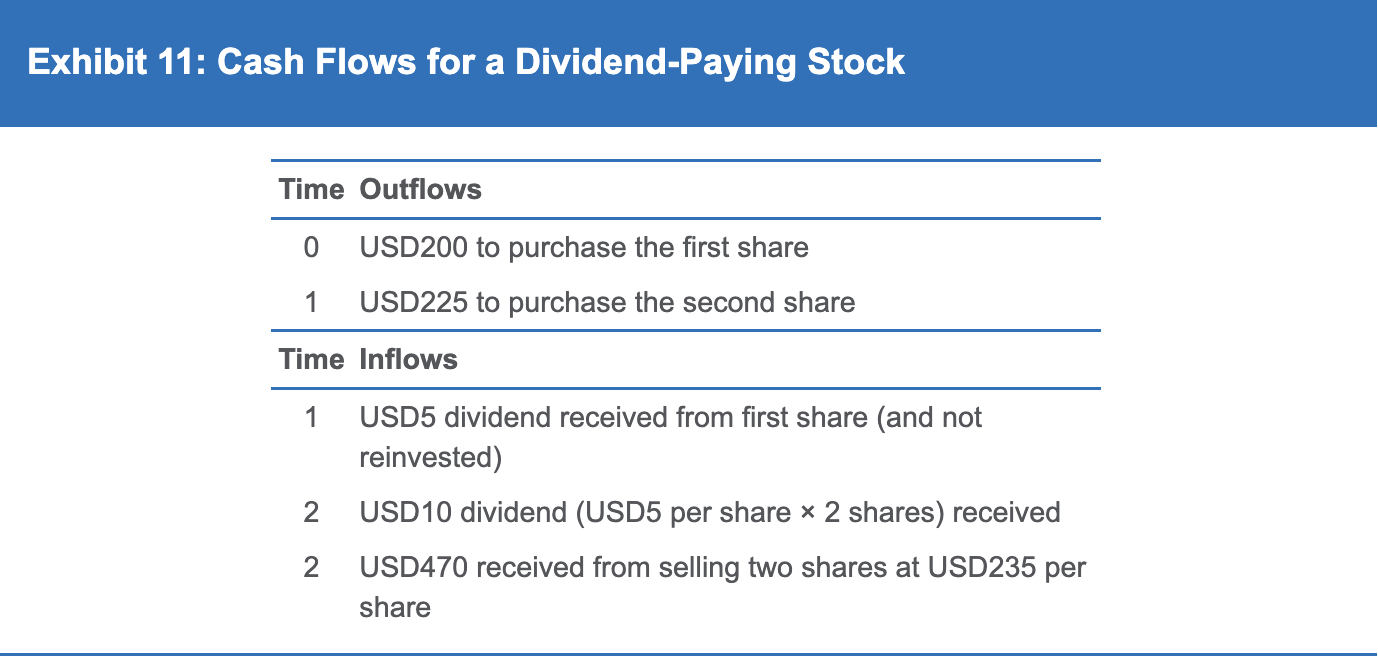 Exhibit 11: Cash Flows for a Dividend-Paying Stock
Time Outflows
0 USD200 to purchase the first share
1 USD225 to purchase the second share
Time Inflows
1 USD5 dividend received from first share (and not
reinvested)
2 USD10 dividend (USD5 per share × 2 shares) received
2 USD470 received from selling two shares at USD235 per
share